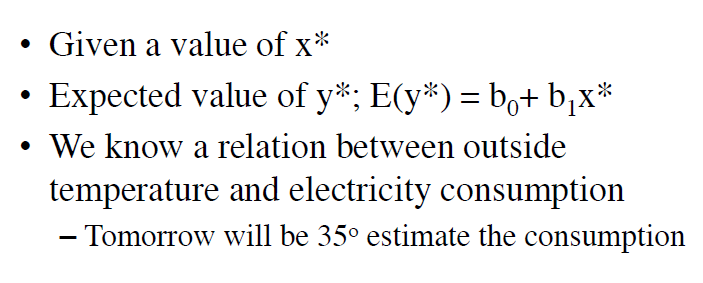 • Given a value of x*
• Expected value of y*; E(y*) = b₀+ b₁x*
• We know a relation between outside
temperature and electricity consumption
– Tomorrow will be 35° estimate the consumption